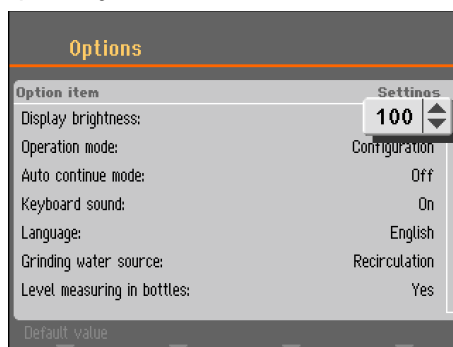 Options
Option item Settings
Display brightness: 100
Operation mode: Configuration
Auto continue mode: Off
Keyboard sound: On
Language: English
Grinding water source: Recirculation
Level measuring in bottles: Yes
Default value